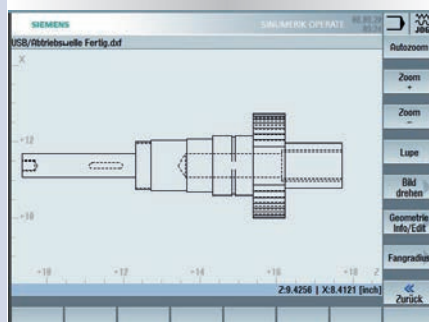 SIEMENS
SINUMERIK OPERATE
JOG
USB/Abtriebswelle Fertig.dxf
Autozoom
X
Zoom
+
Zoom
-
+12
Lupe
Bild
drehen
+10
Geometrie
Info/Edit
Fangradius
+10 +12 +14 +16 +18 Z
Z:9.4256 | X:8.4121 [inch]
Zurück